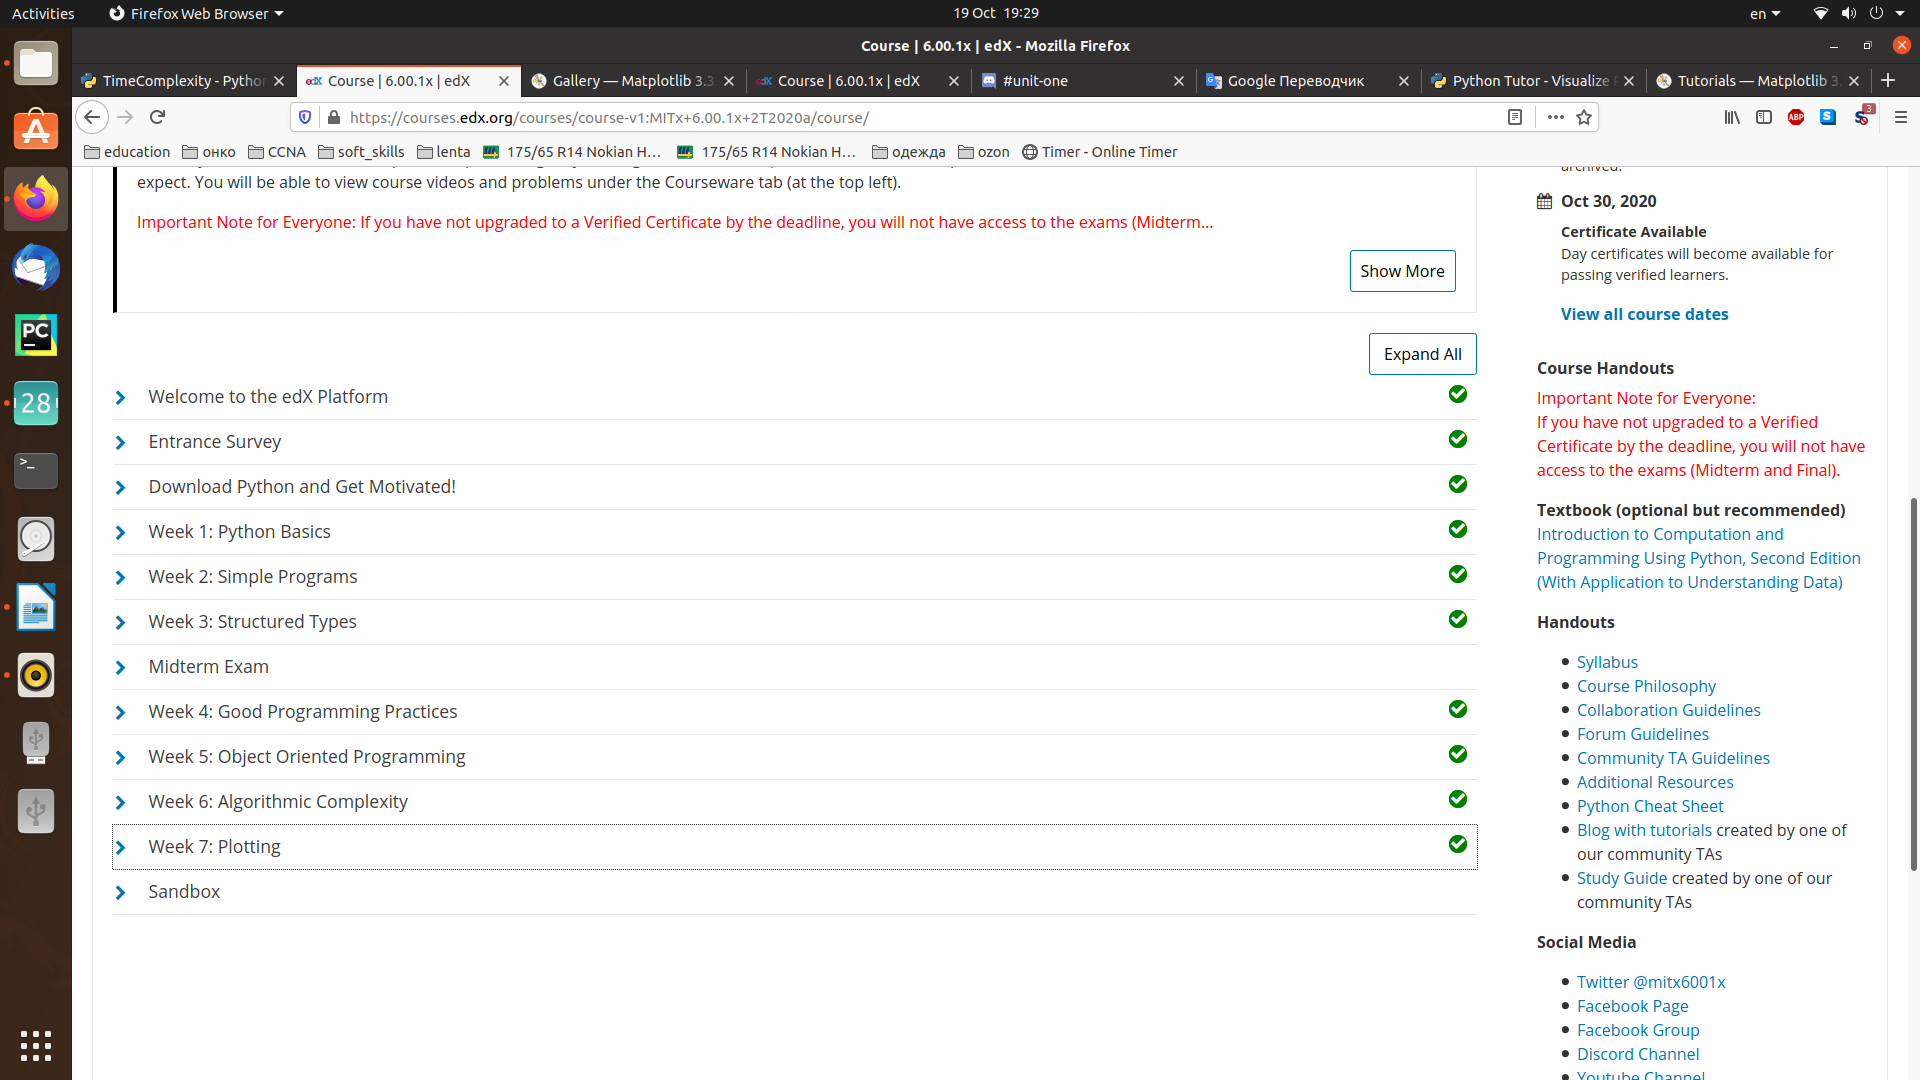 Activities
Firefox Web Browser
19 Oct 19:29
en
Course | 6.00.1x | edX - Mozilla Firefox
TimeComplexity - Pytho
edX Course | 6.00.1x | edX
Gallery — Matplotlib 3.3
edX Course | 6.00.1x | edX
#unit-one
Google Переводчик
Python Tutor - Visualize
Tutorials — Matplotlib 3
https://courses.edx.org/courses/course-v1:MITx+6.00.1x+2T2020a/course/
ABP
S
3
education
онко
CCNA
soft_skills
lenta
175/65 R14 Nokian H...
175/65 R14 Nokian H...
одежда
ozon
Timer - Online Timer
PC
28
>_
expect. You will be able to view course videos and problems under the Courseware tab (at the top left).
Important Note for Everyone: If you have not upgraded to a Verified Certificate by the deadline, you will not have access to the exams (Midterm...
Show More
Expand All
Welcome to the edX Platform
Entrance Survey
Download Python and Get Motivated!
Week 1: Python Basics
Week 2: Simple Programs
Week 3: Structured Types
Midterm Exam
Week 4: Good Programming Practices
Week 5: Object Oriented Programming
Week 6: Algorithmic Complexity
Week 7: Plotting
Sandbox
archived.
Oct 30, 2020
Certificate Available
Day certificates will become available for
passing verified learners.
View all course dates
Course Handouts
Important Note for Everyone:
If you have not upgraded to a Verified
Certificate by the deadline, you will not have
access to the exams (Midterm and Final).
Textbook (optional but recommended)
Introduction to Computation and
Programming Using Python, Second Edition
(With Application to Understanding Data)
Handouts
Syllabus
Course Philosophy
Collaboration Guidelines
Forum Guidelines
Community TA Guidelines
Additional Resources
Python Cheat Sheet
Blog with tutorials created by one of
our community TAs
Study Guide created by one of our
community TAs
Social Media
Twitter @mitx6001x
Facebook Page
Facebook Group
Discord Channel
Youtube Channel